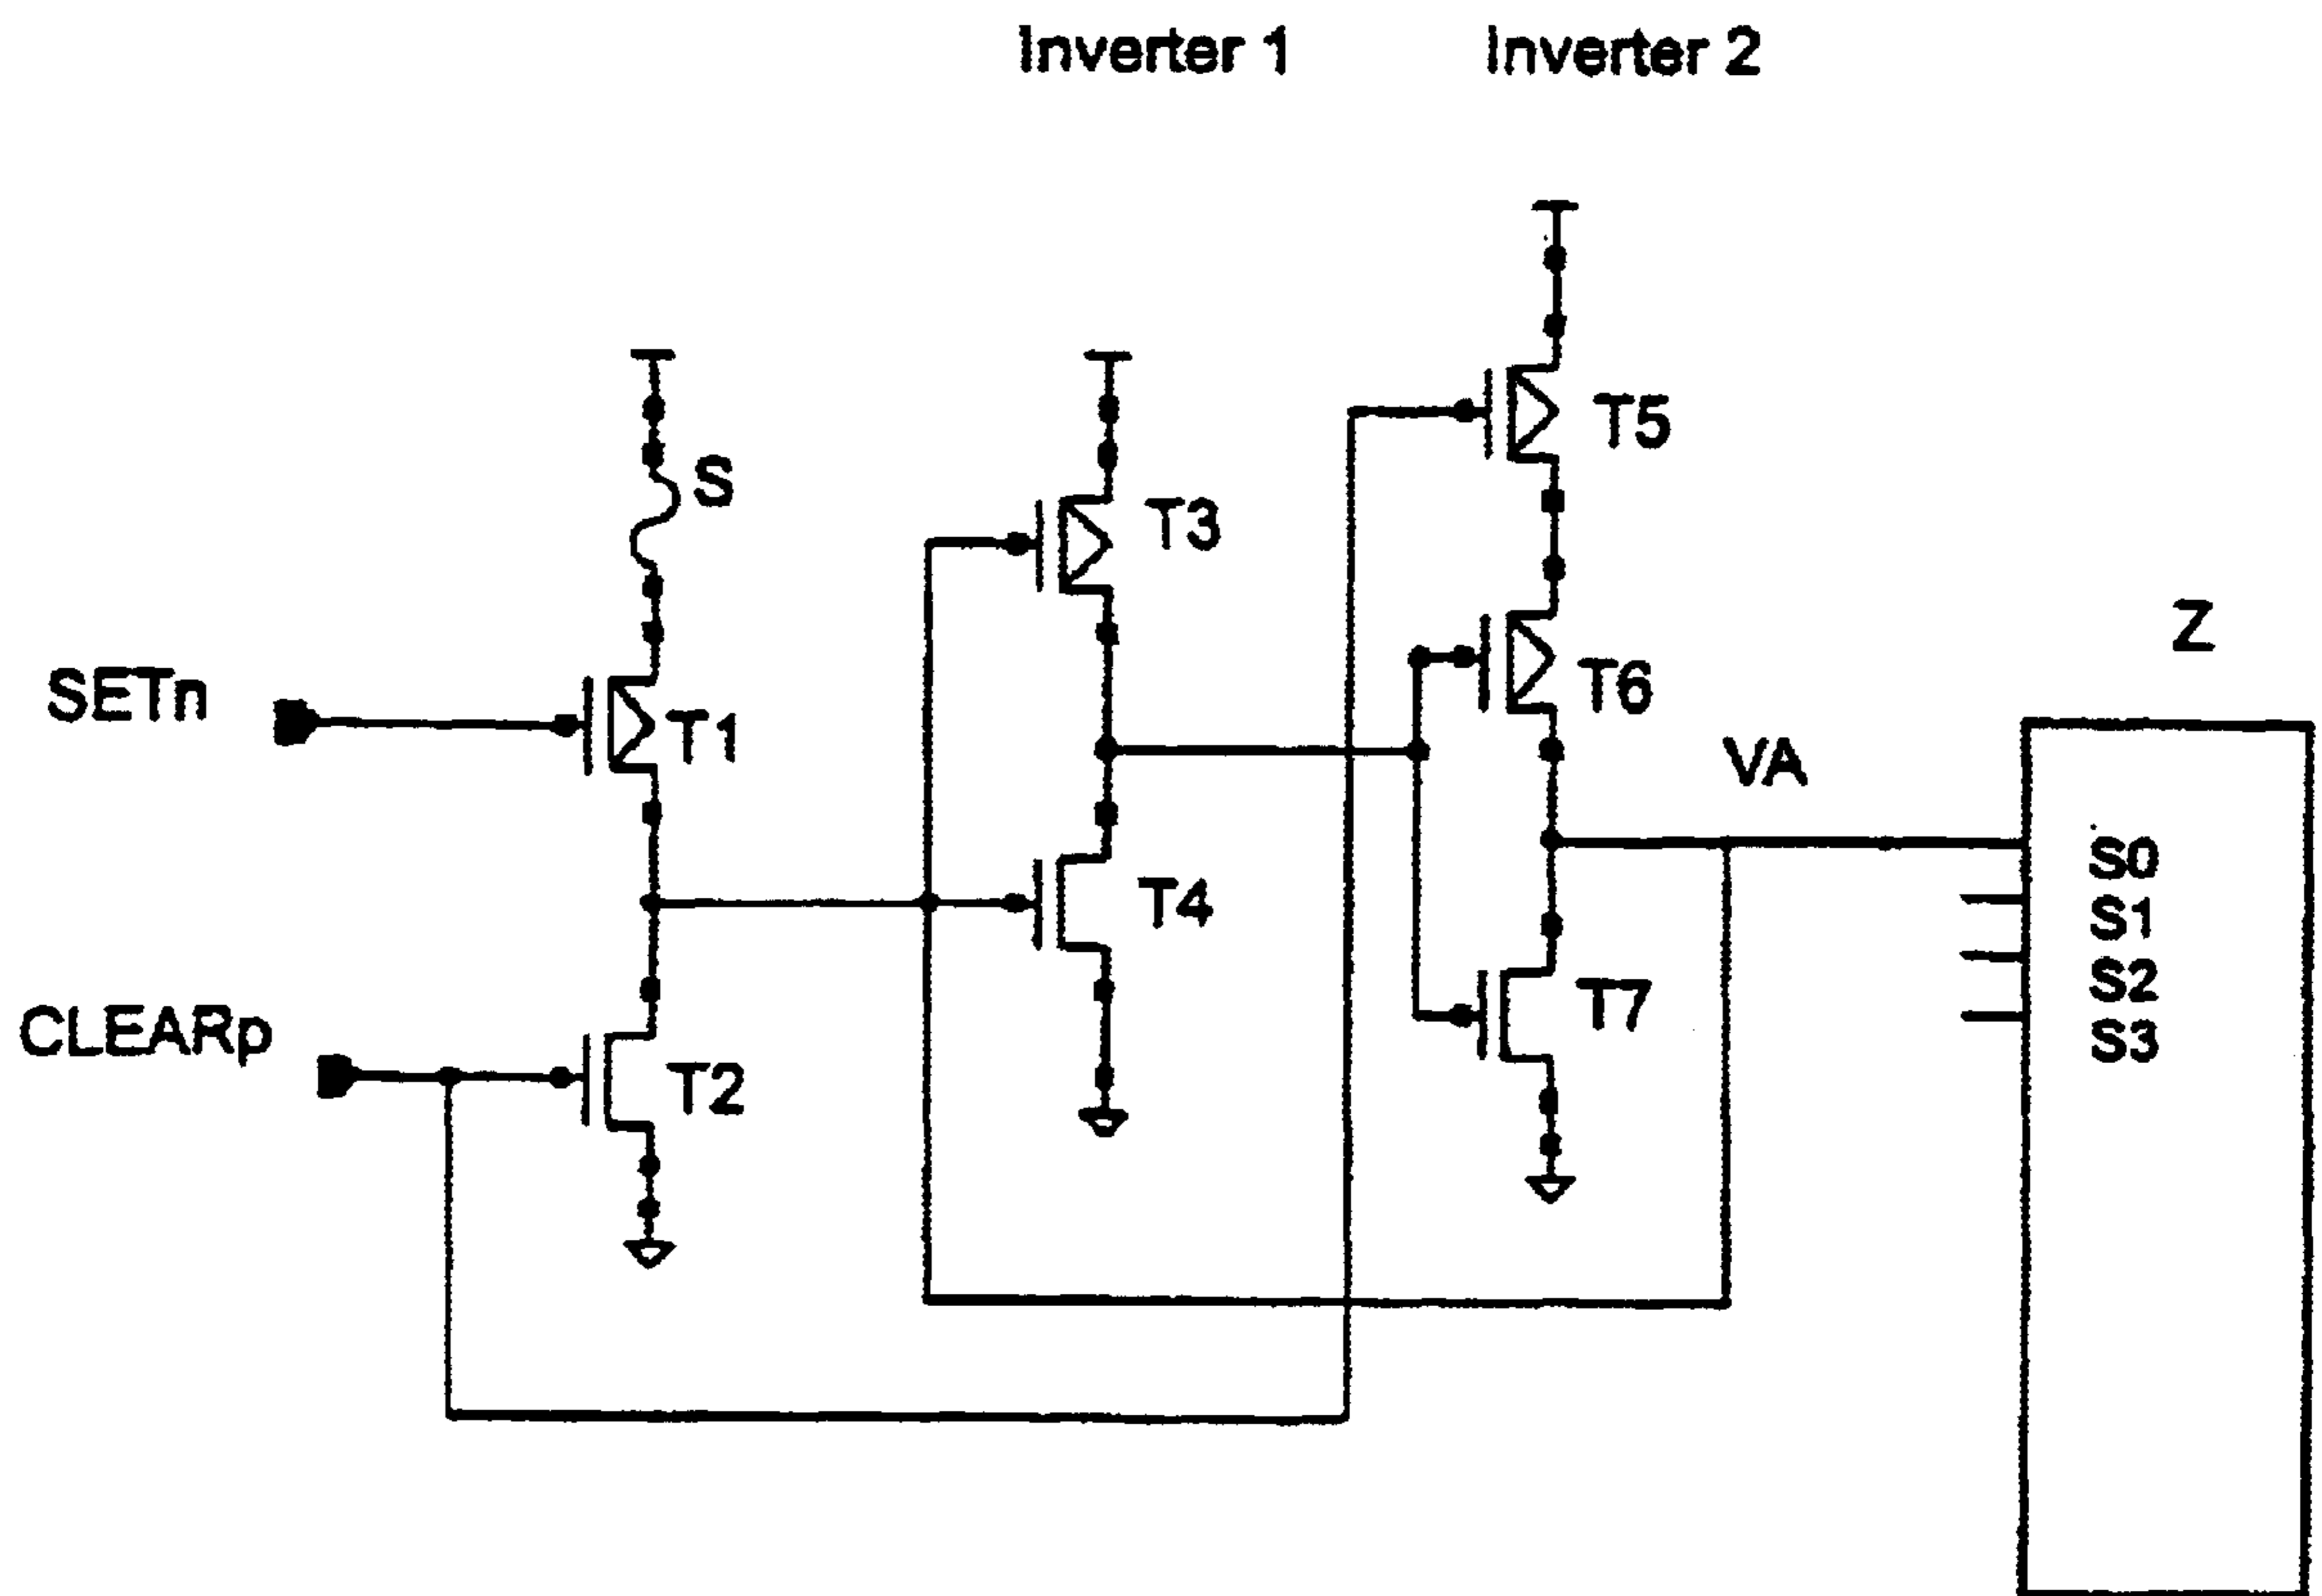 Inverter 1 Inverter 2
T5
S
T3
Z
SETn
T6
T1
VA
S0
T4
S1
S2
T7
CLEARp
S3
T2